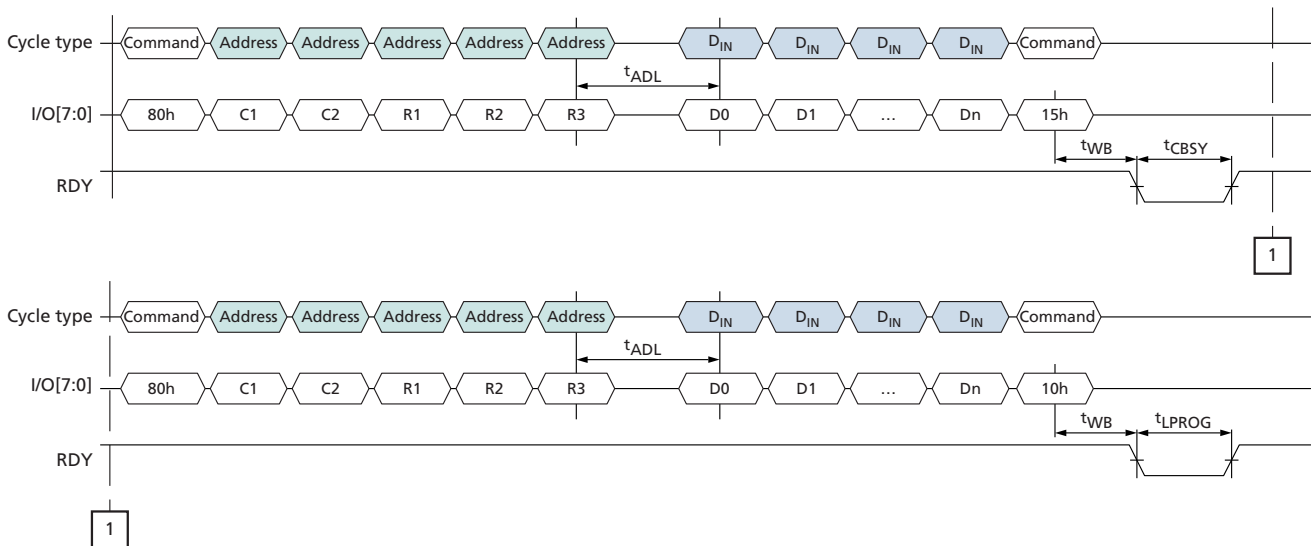 Cycle type Command Address Address Address Address Address DIN DIN DIN DIN Command
tADL
I/O[7:0] 80h C1 C2 R1 R2 R3 D0 D1 … Dn 15h
tWB tCBSY
RDY
1
Cycle type Command Address Address Address Address Address DIN DIN DIN DIN Command
tADL
I/O[7:0] 80h C1 C2 R1 R2 R3 D0 D1 … Dn 10h
tWB tLPROG
RDY
1